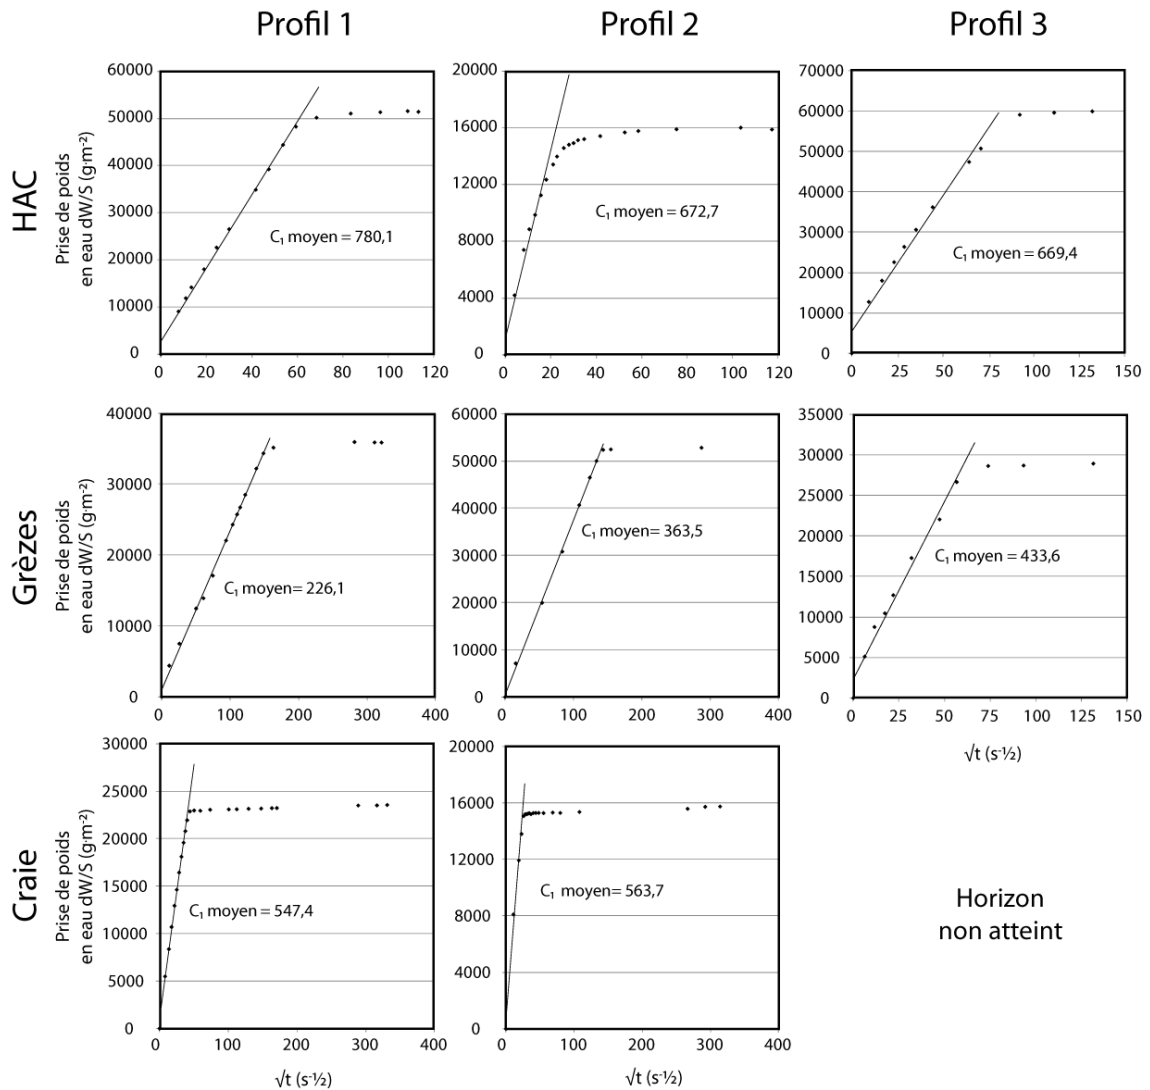 Profil 1
Profil 2
Profil 3
HAC
Prise de poids
en eau dW/S (g·m⁻²)
60000
50000
40000
30000
20000
10000
0
0 20 40 60 80 100 120
C₁ moyen = 780,1
20000
16000
12000
8000
4000
0
0 20 40 60 80 100 120
C₁ moyen = 672,7
70000
60000
50000
40000
30000
20000
10000
0
0 25 50 75 100 125 150
C₁ moyen = 669,4
Grèzes
Prise de poids
en eau dW/S (g·m⁻²)
40000
30000
20000
10000
0
0 100 200 300 400
C₁ moyen= 226,1
60000
50000
40000
30000
20000
10000
0
0 100 200 300 400
C₁ moyen= 363,5
35000
30000
25000
20000
15000
10000
5000
0
0 25 50 75 100 125 150
C₁ moyen = 433,6
√t (s-½)
Craie
Prise de poids
en eau dW/S (g·m⁻²)
30000
25000
20000
15000
10000
5000
0
0 100 200 300 400
C₁ moyen = 547,4
√t (s-½)
20000
16000
12000
8000
4000
0
0 100 200 300 400
C₁ moyen= 563,7
√t (s-½)
Horizon
non atteint